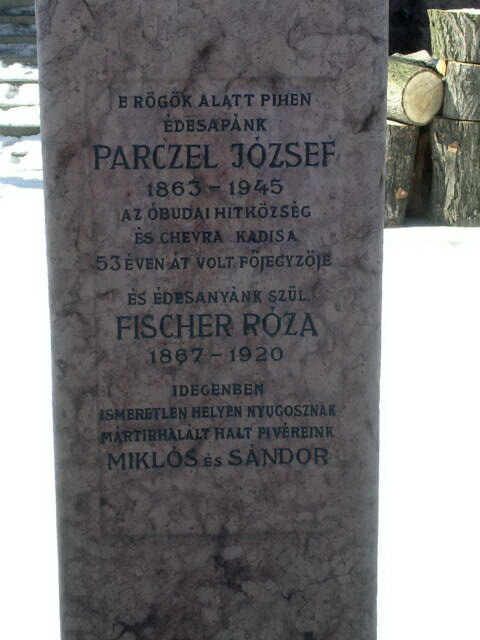 E RÖGÖK ALATT PIHEN
ÉDESAPÁNK
PARCZEL JÓZSEF
1863 - 1945
AZ ÓBUDAI HITKÖZSÉG
ÉS CHEVRA KADISA
53 ÉVEN ÁT VOLT FŐJEGYZŐJE
ÉS ÉDESANYÁNK SZÜL.
FISCHER RÓZA
1867 - 1920
IDEGENBEN
ISMERETLEN HELYEN NYUGOSZNAK
MÁRTIRHALÁLT HALT FIVÉREINK
MIKLÓS ÉS SÁNDOR